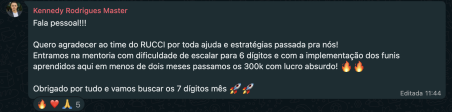 Kennedy Rodrigues Master
Fala pessoal!!!
Quero agradecer ao time do RUCCI por toda ajuda e estratégias passada pra nós!
Entramos na mentoria com dificuldade de escalar para 6 dígitos e com a implementação dos funis
aprendidos aqui em menos de dois meses passamos os 300k com lucro absurdo! 🔥🔥
Obrigado por tudo e vamos buscar os 7 dígitos mês 🚀🚀
Editada 11:44
🔥❤️🙏 5